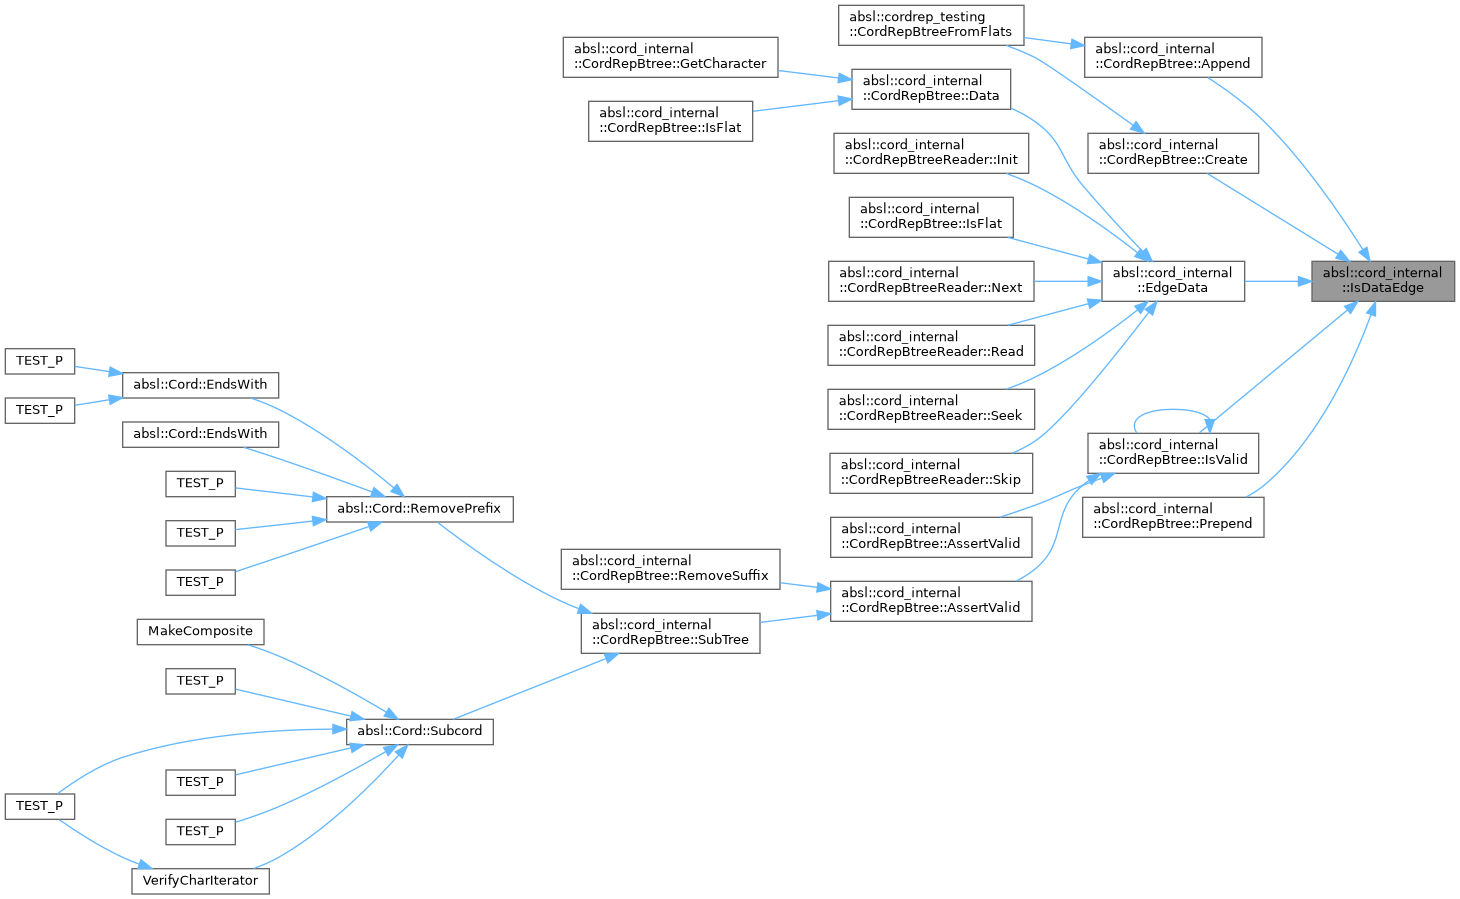 absl::cordrep_testing
::CordRepBtreeFromFlats
absl::cord_internal
::CordRepBtree::GetCharacter
absl::cord_internal
::CordRepBtree::Append
absl::cord_internal
::CordRepBtree::Data
absl::cord_internal
::CordRepBtree::IsFlat
absl::cord_internal
::CordRepBtreeReader::Init
absl::cord_internal
::CordRepBtree::Create
absl::cord_internal
::CordRepBtree::IsFlat
absl::cord_internal
::CordRepBtreeReader::Next
absl::cord_internal
::EdgeData
absl::cord_internal
::IsDataEdge
absl::cord_internal
::CordRepBtreeReader::Read
TEST_P
absl::Cord::EndsWith
TEST_P
absl::cord_internal
::CordRepBtreeReader::Seek
absl::Cord::EndsWith
absl::cord_internal
::CordRepBtree::IsValid
absl::cord_internal
::CordRepBtreeReader::Skip
TEST_P
absl::Cord::RemovePrefix
absl::cord_internal
::CordRepBtree::Prepend
TEST_P
absl::cord_internal
::CordRepBtree::AssertValid
absl::cord_internal
::CordRepBtree::RemoveSuffix
TEST_P
absl::cord_internal
::CordRepBtree::AssertValid
MakeComposite
absl::cord_internal
::CordRepBtree::SubTree
TEST_P
absl::Cord::Subcord
TEST_P
TEST_P
TEST_P
VerifyCharIterator